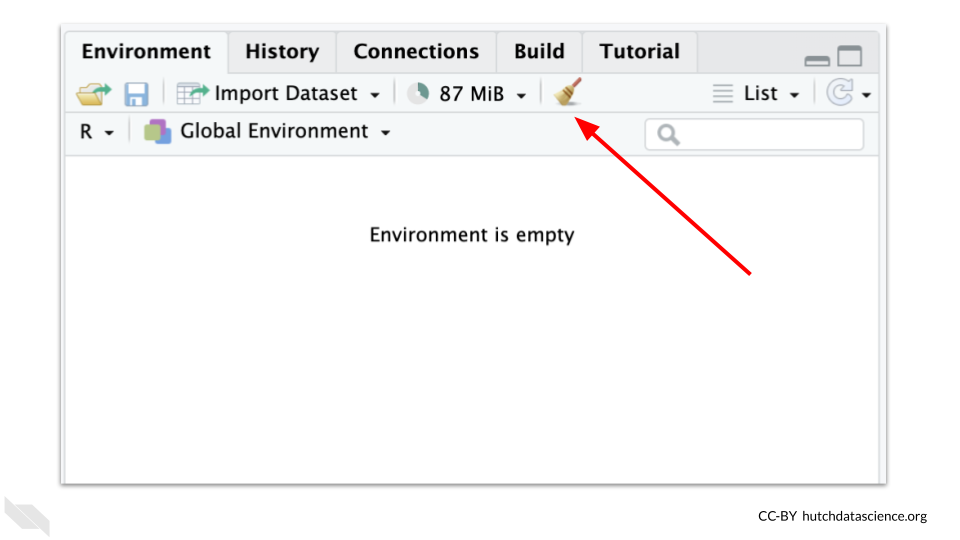 Environment History Connections Build Tutorial
Import Dataset 87 MiB List
R Global Environment
Environment is empty
CC-BY hutchdatascience.org